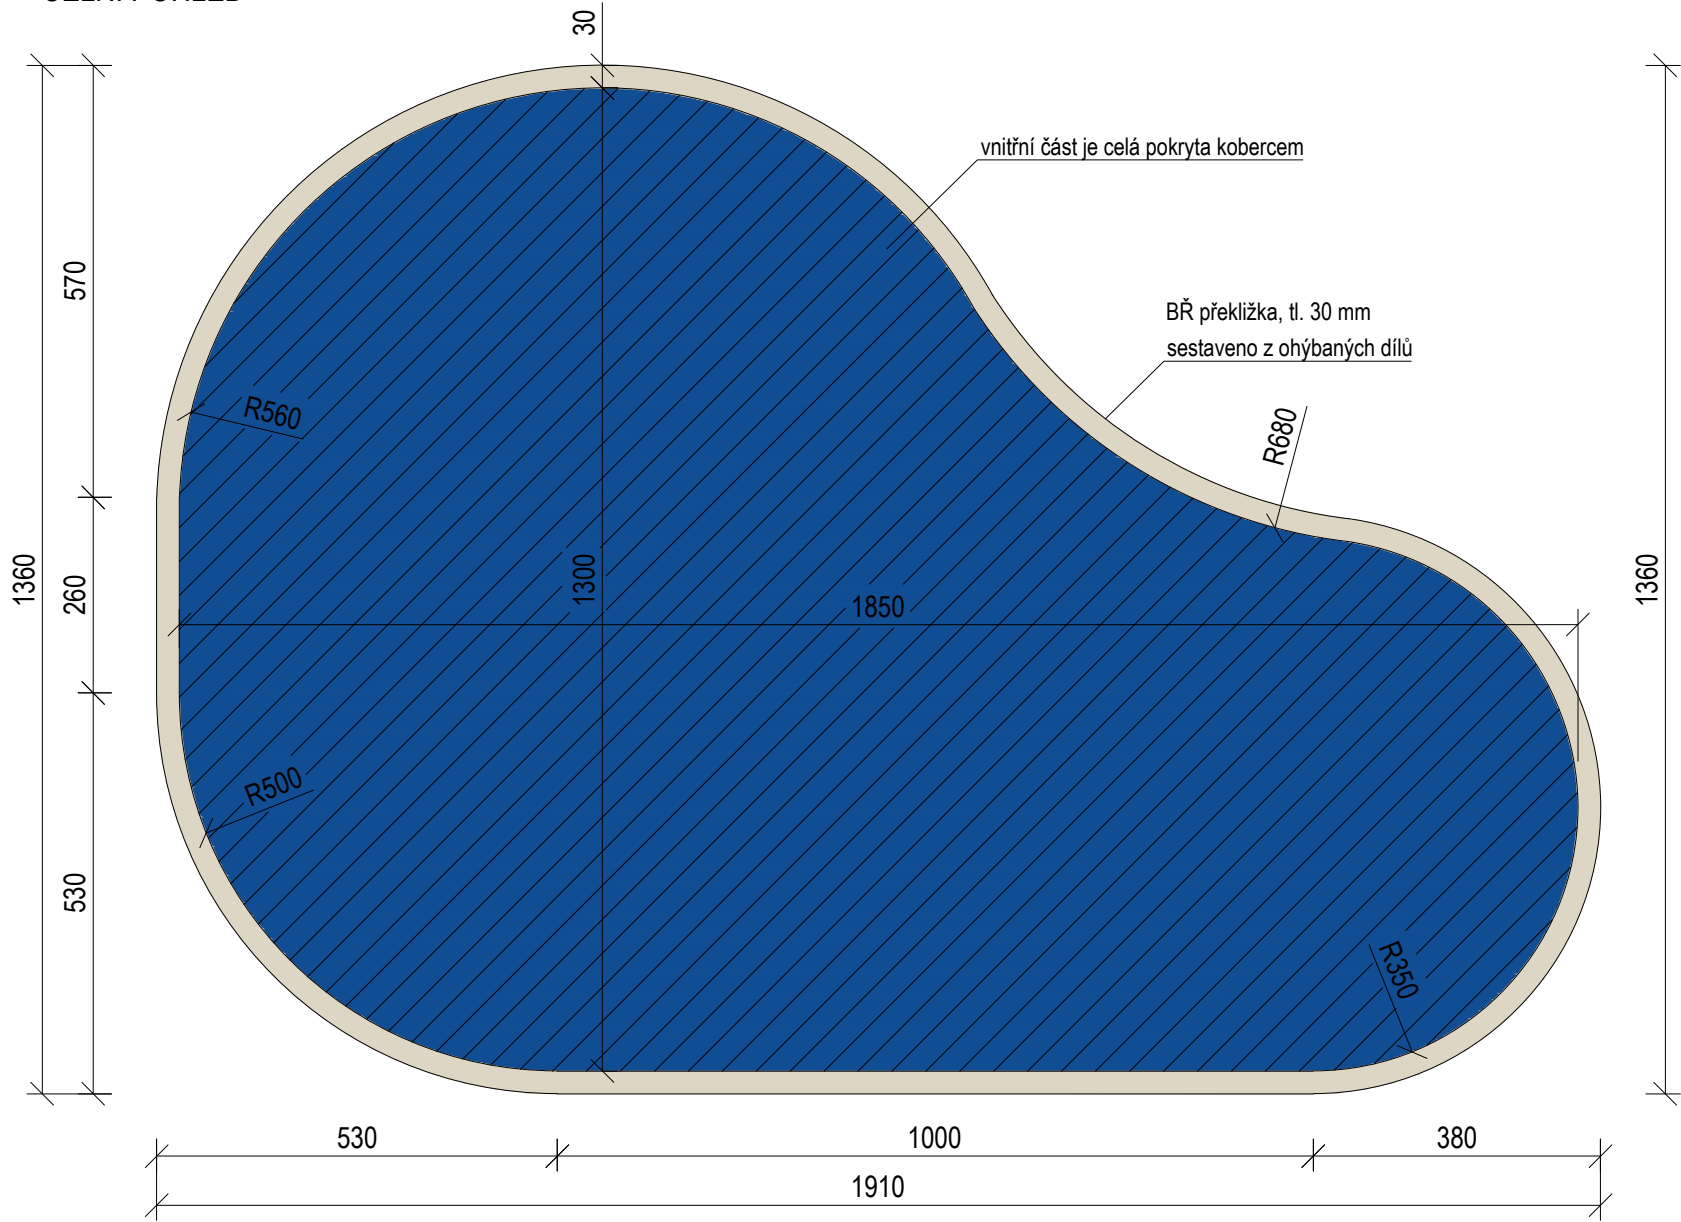 30
vnitřní část je celá pokryta kobercem
570
BŘ překližka, tl. 30 mm
sestaveno z ohýbaných dílů
R560
R680
1360
260
1300
1850
1360
R500
530
R350
530
1000
380
1910